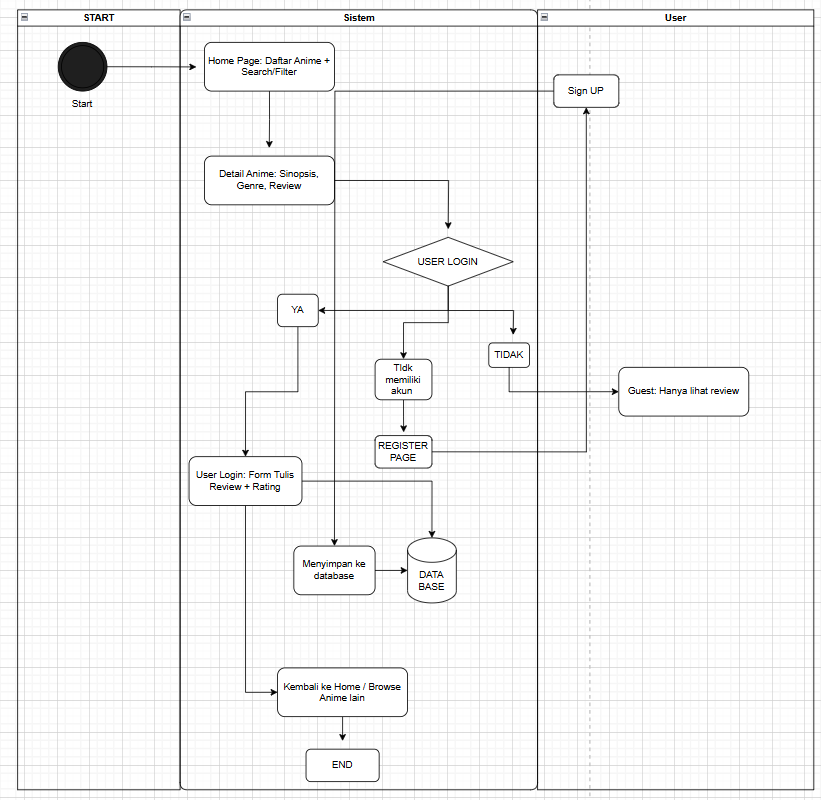 START
Sistem
User
Start
Home Page: Daftar Anime +
Search/Filter
Sign UP
Detail Anime: Sinopsis,
Genre, Review
USER LOGIN
YA
TIDAK
TIdk
memiliki
akun
Guest: Hanya lihat review
REGISTER
PAGE
User Login: Form Tulis
Review + Rating
Menyimpan ke
database
DATA
BASE
Kembali ke Home / Browse
Anime lain
END